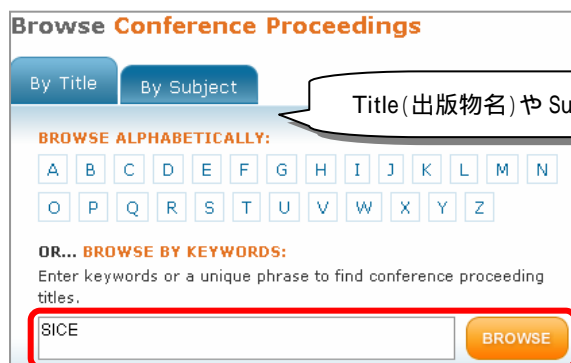 Browse Conference Proceedings
By Title
By Subject
Title(出版物名)や Su
BROWSE ALPHABETICALLY:
A B C D E F G H I J K L M N
O P Q R S T U V W X Y Z
OR... BROWSE BY KEYWORDS:
Enter keywords or a unique phrase to find conference proceeding
titles.
SICE
BROWSE